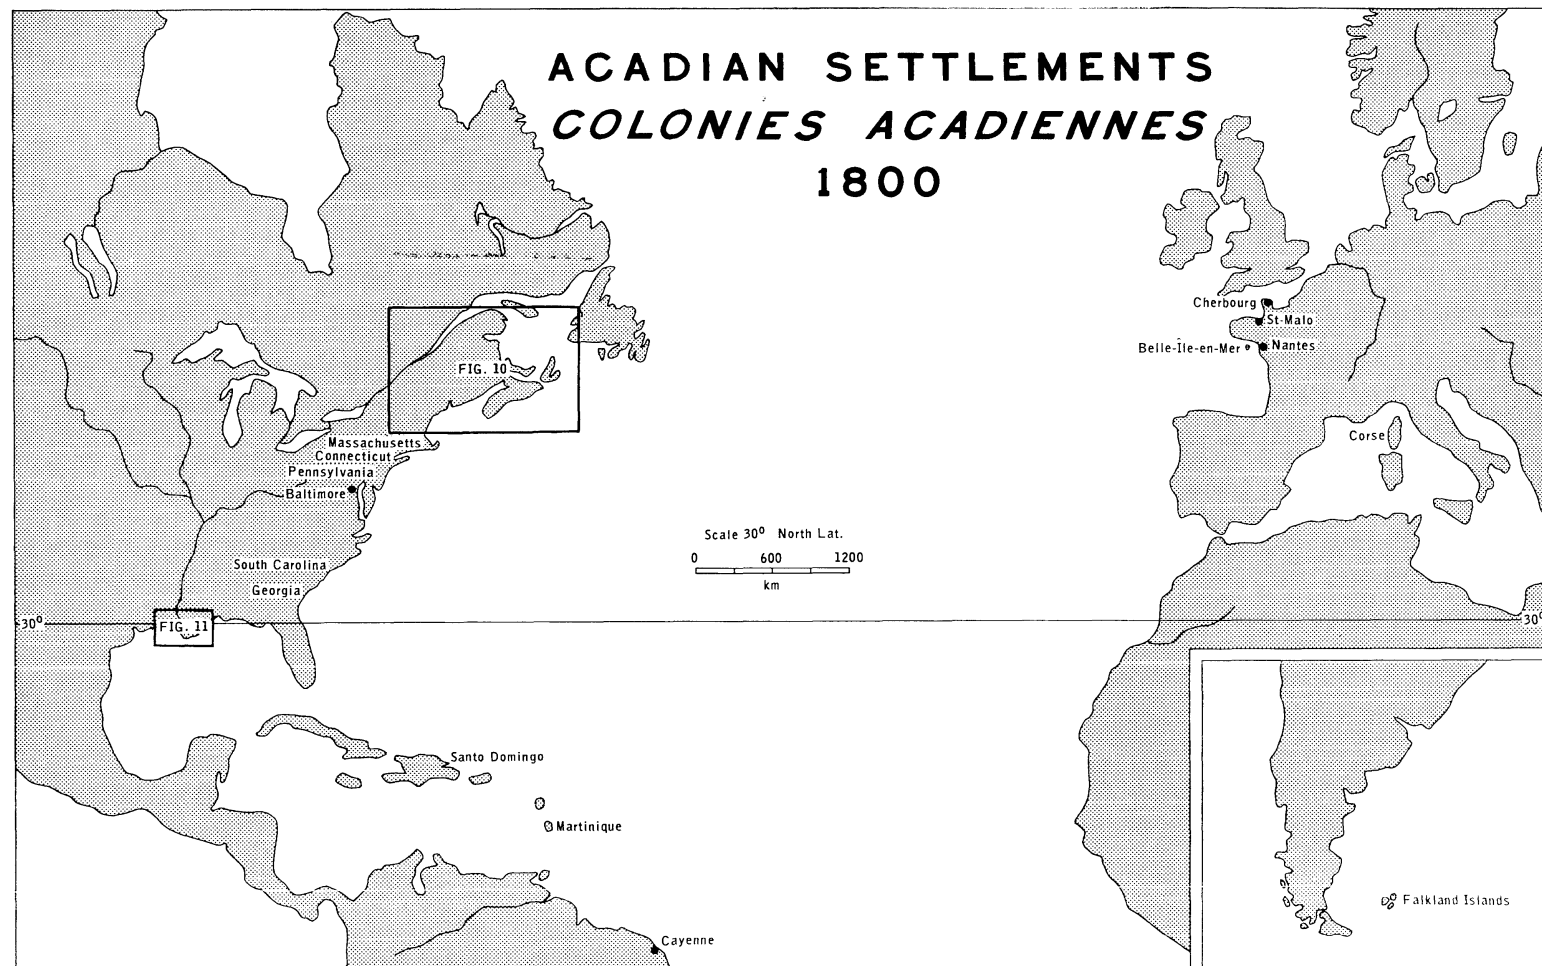 ACADIAN SETTLEMENTS
COLONIES ACADIENNES
1800
Cherbourg
St-Malo
Belle-Île-en-Mer
Nantes
FIG. 10
Corse
Massachusetts
Connecticut
Pennsylvania
Baltimore
Scale 30° North Lat.
0 600 1200
km
South Carolina
Georgia
30°
FIG. 11
30°
Santo Domingo
Martinique
Falkland Islands
Cayenne